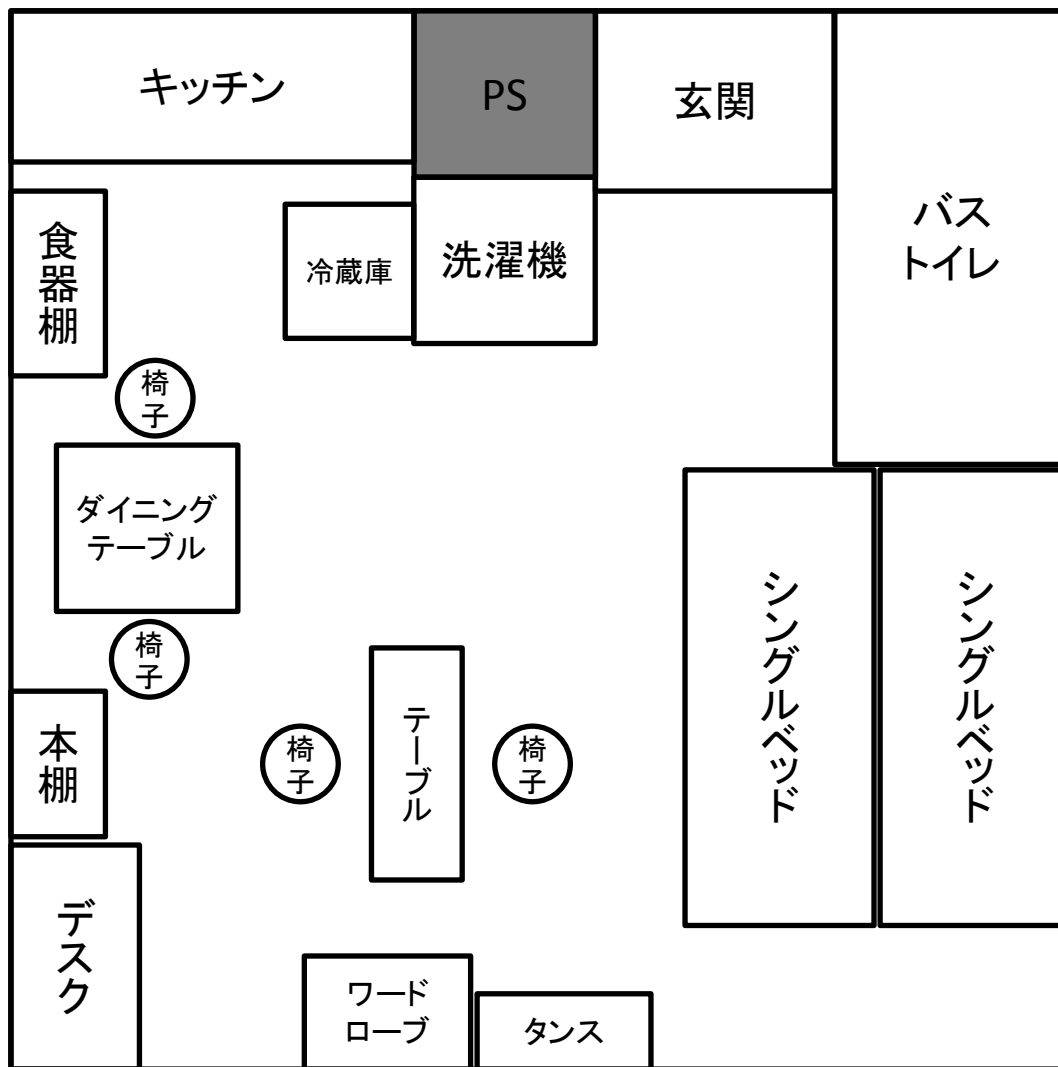 キッチン
PS
玄関
バス
トイレ
食器棚
冷蔵庫
洗濯機
椅子
ダイニング
テーブル
椅子
本棚
椅子
テーブル
椅子
シングルベッド
シングルベッド
デスク
ワード
ローブ
タンス